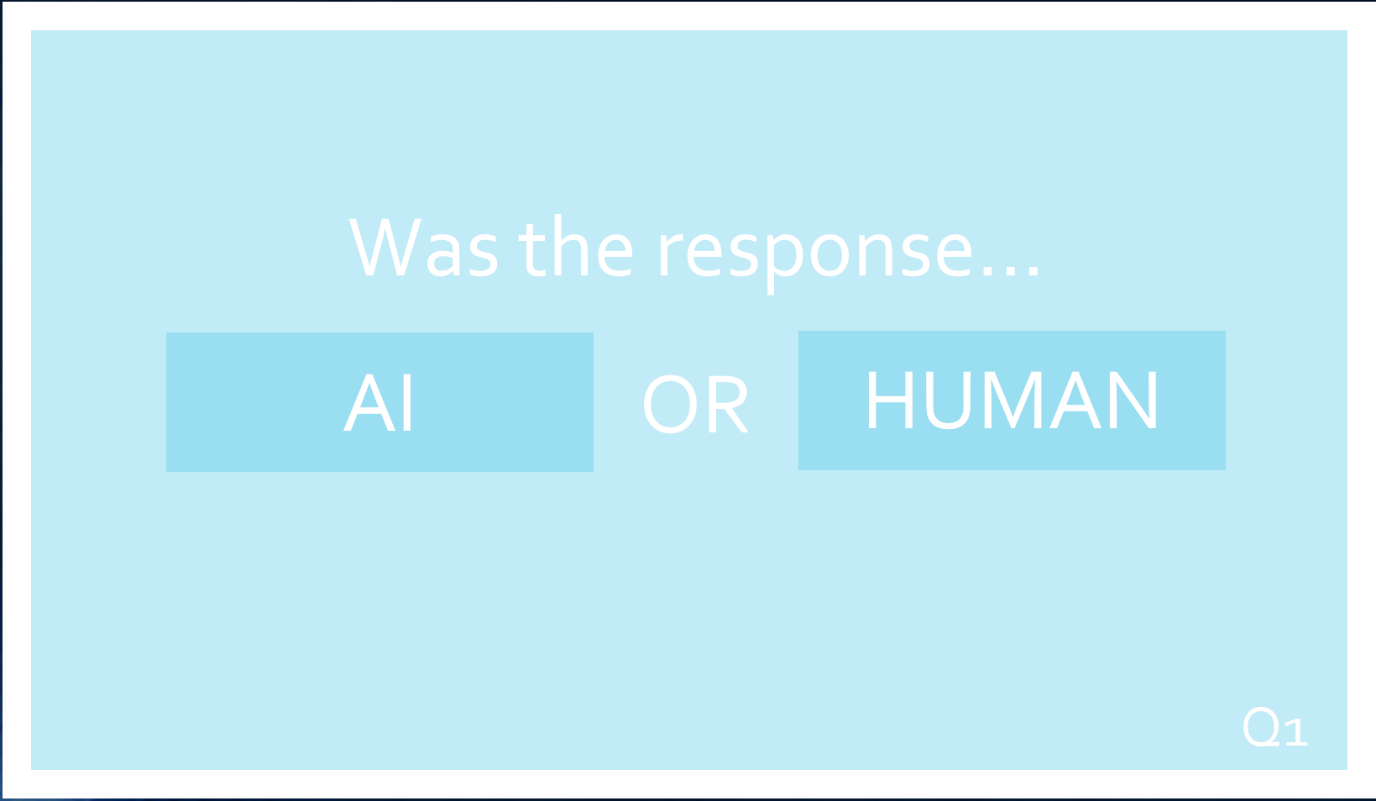 Was the response...
AI OR HUMAN
Q1